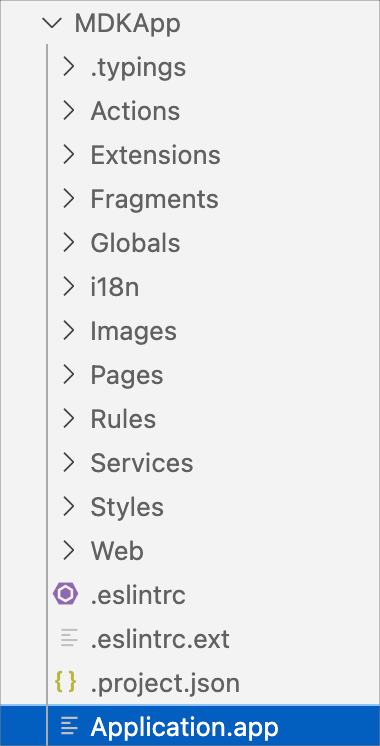 MDKApp
.typings
Actions
Extensions
Fragments
Globals
i18n
Images
Pages
Rules
Services
Styles
Web
.eslintrc
.eslintrc.ext
.project.json
Application.app